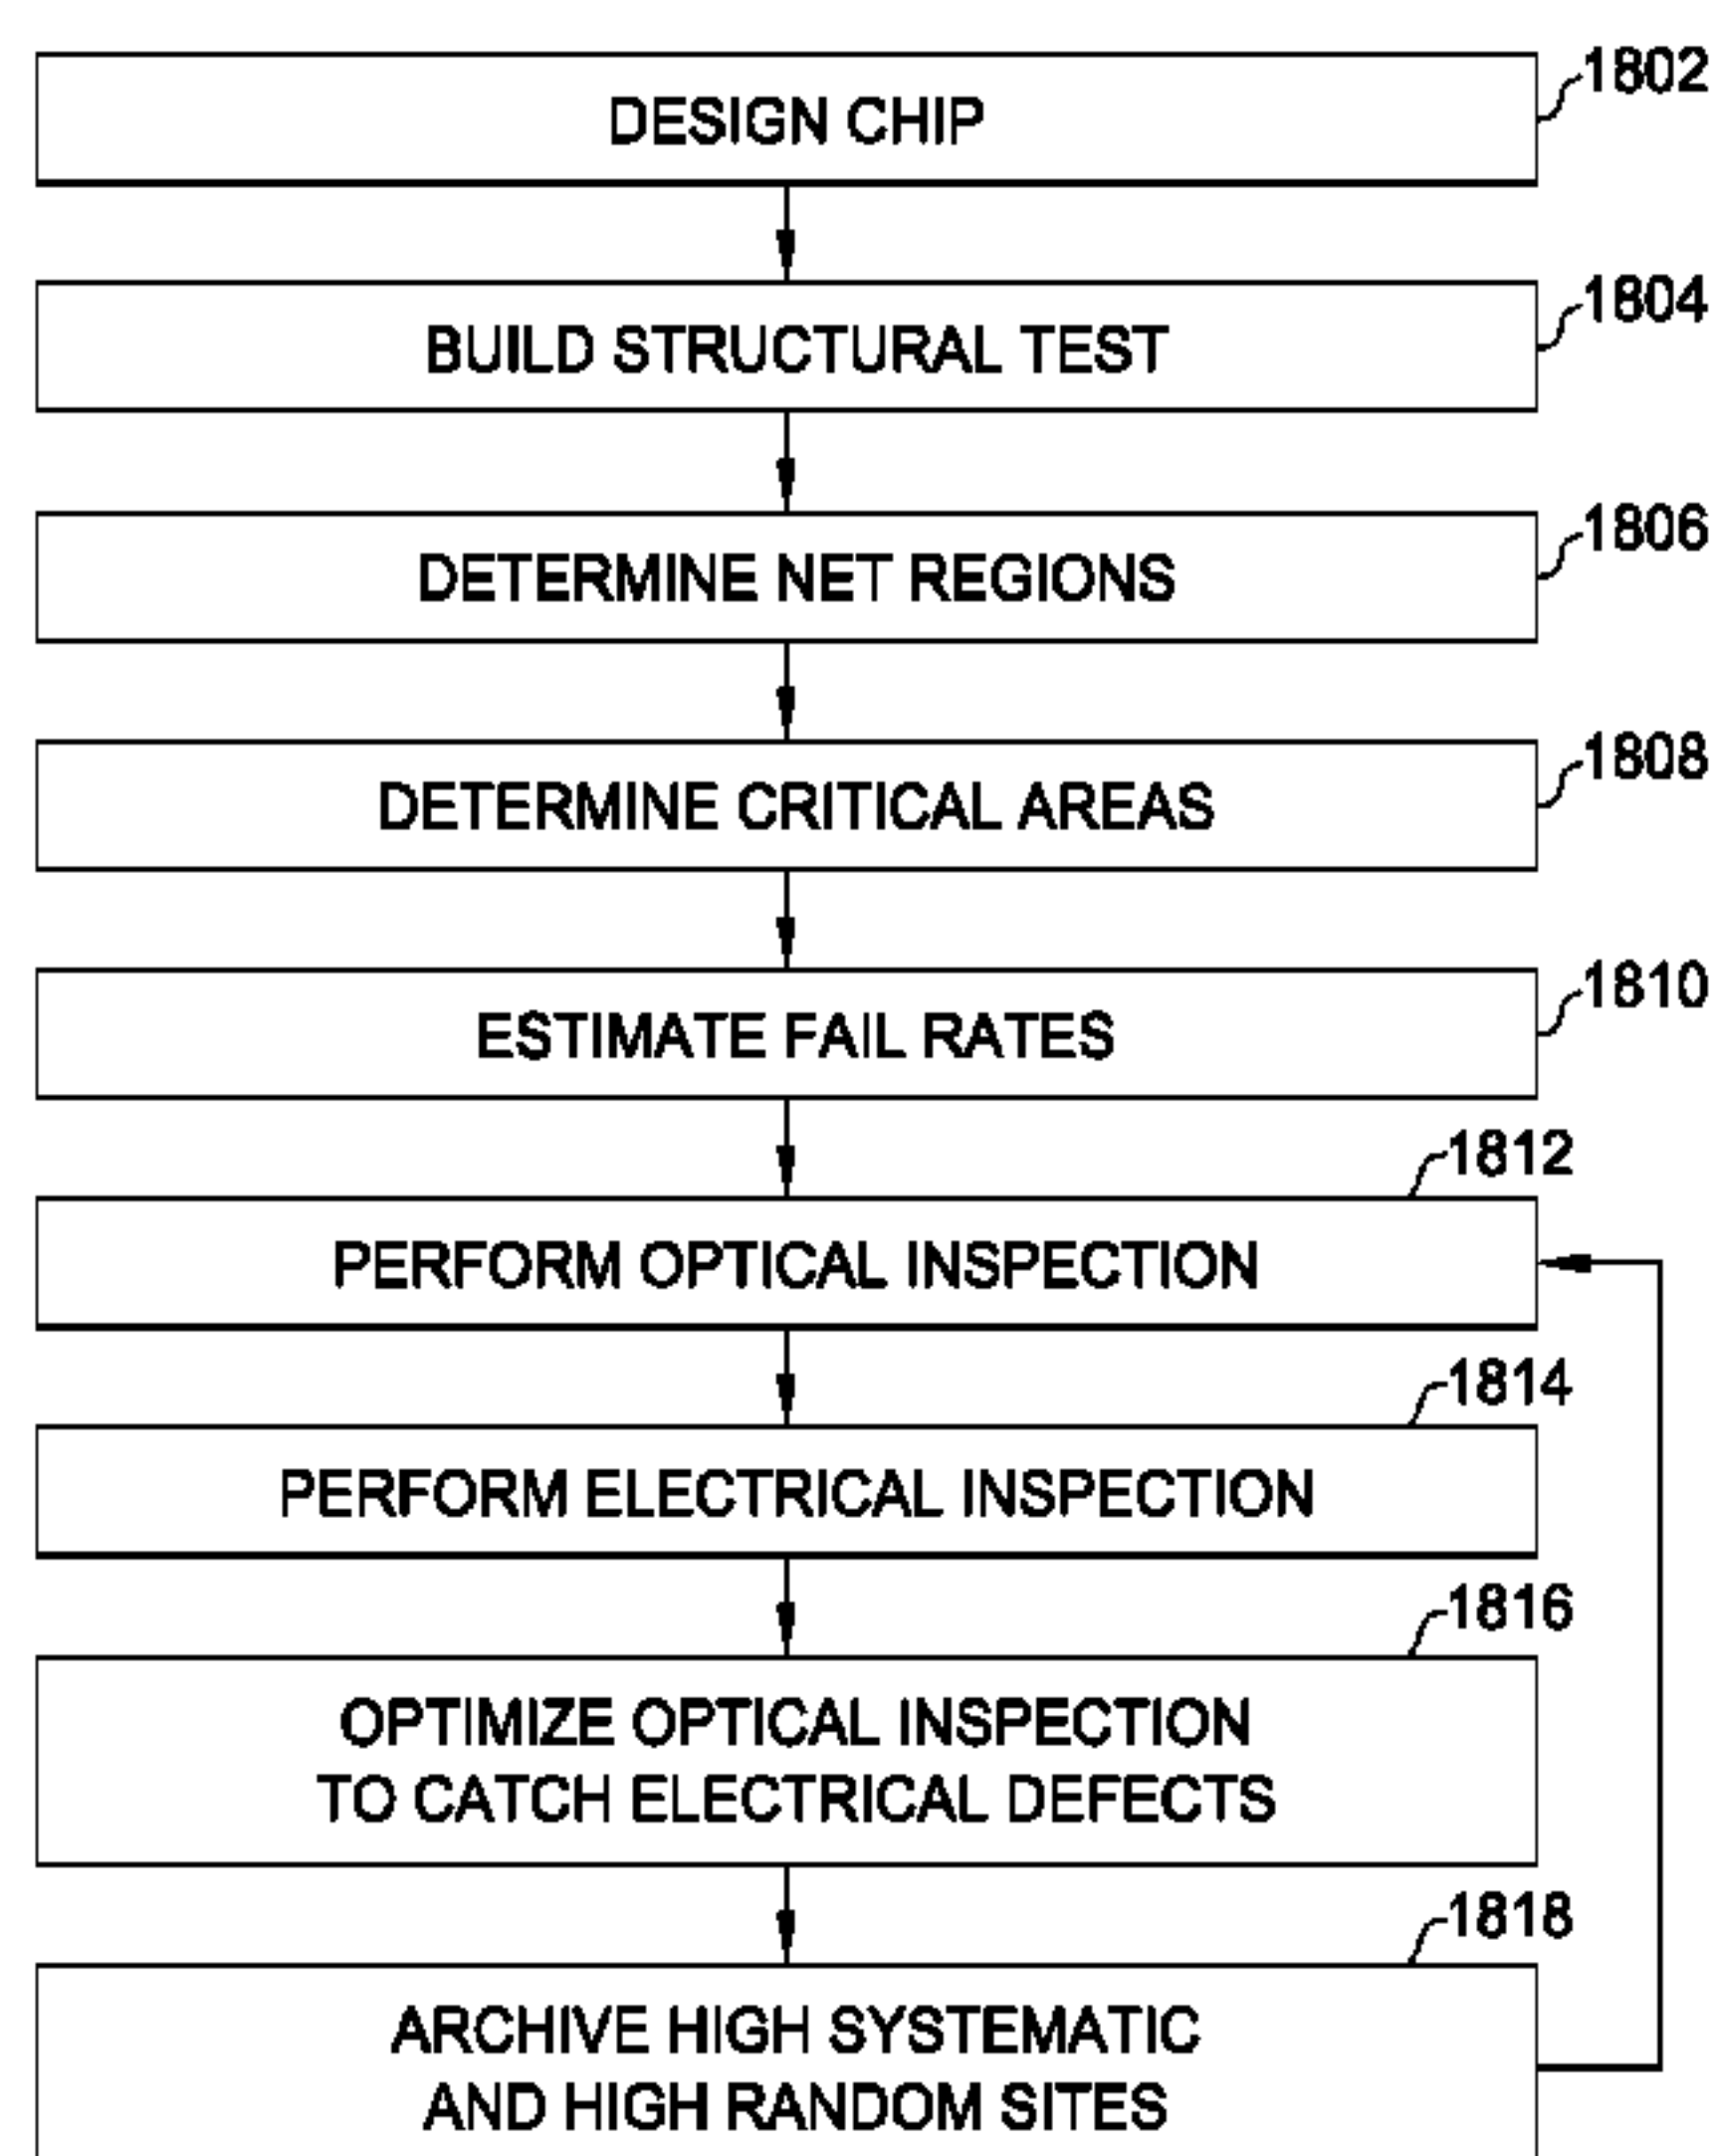 DESIGN CHIP
1802
BUILD STRUCTURAL TEST
1804
DETERMINE NET REGIONS
1806
DETERMINE CRITICAL AREAS
1808
ESTIMATE FAIL RATES
1810
1812
PERFORM OPTICAL INSPECTION
1814
PERFORM ELECTRICAL INSPECTION
1816
OPTIMIZE OPTICAL INSPECTION
TO CATCH ELECTRICAL DEFECTS
1818
ARCHIVE HIGH SYSTEMATIC
AND HIGH RANDOM SITES